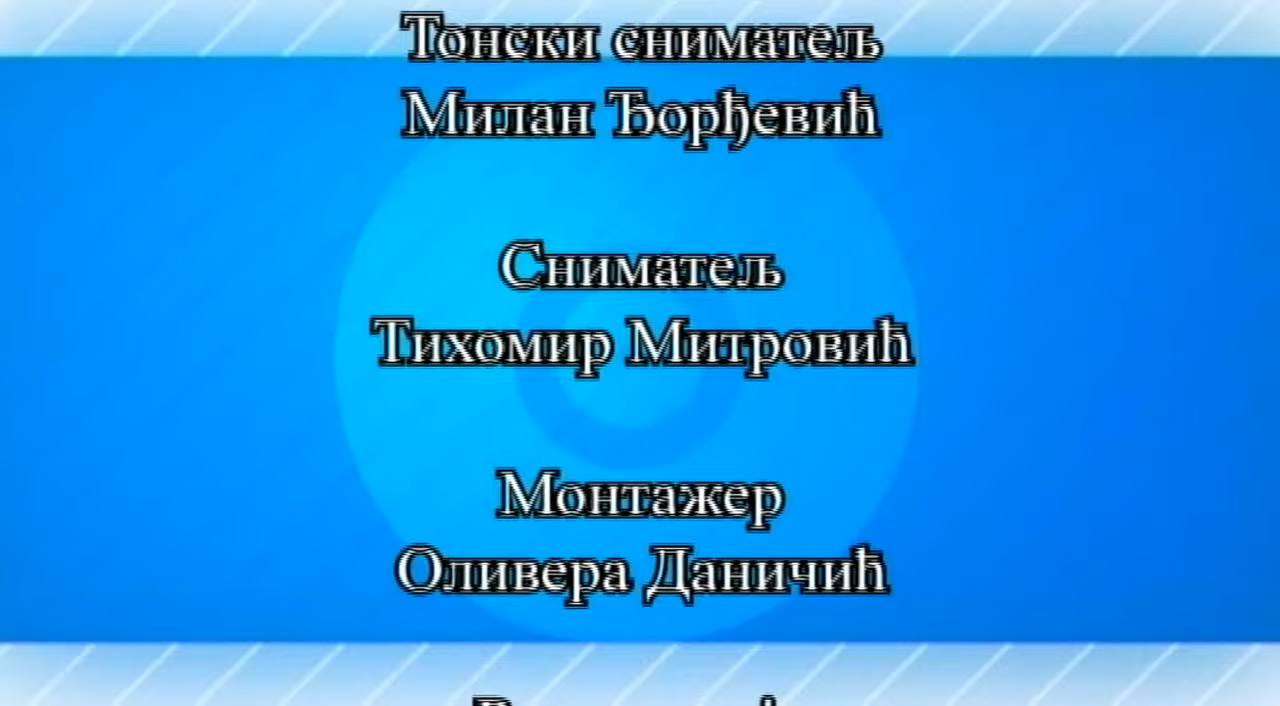 Тонски сниматељ
Милан Ђорђевић
Сниматељ
Тихомир Митровић
Монтажер
Оливера Даничић